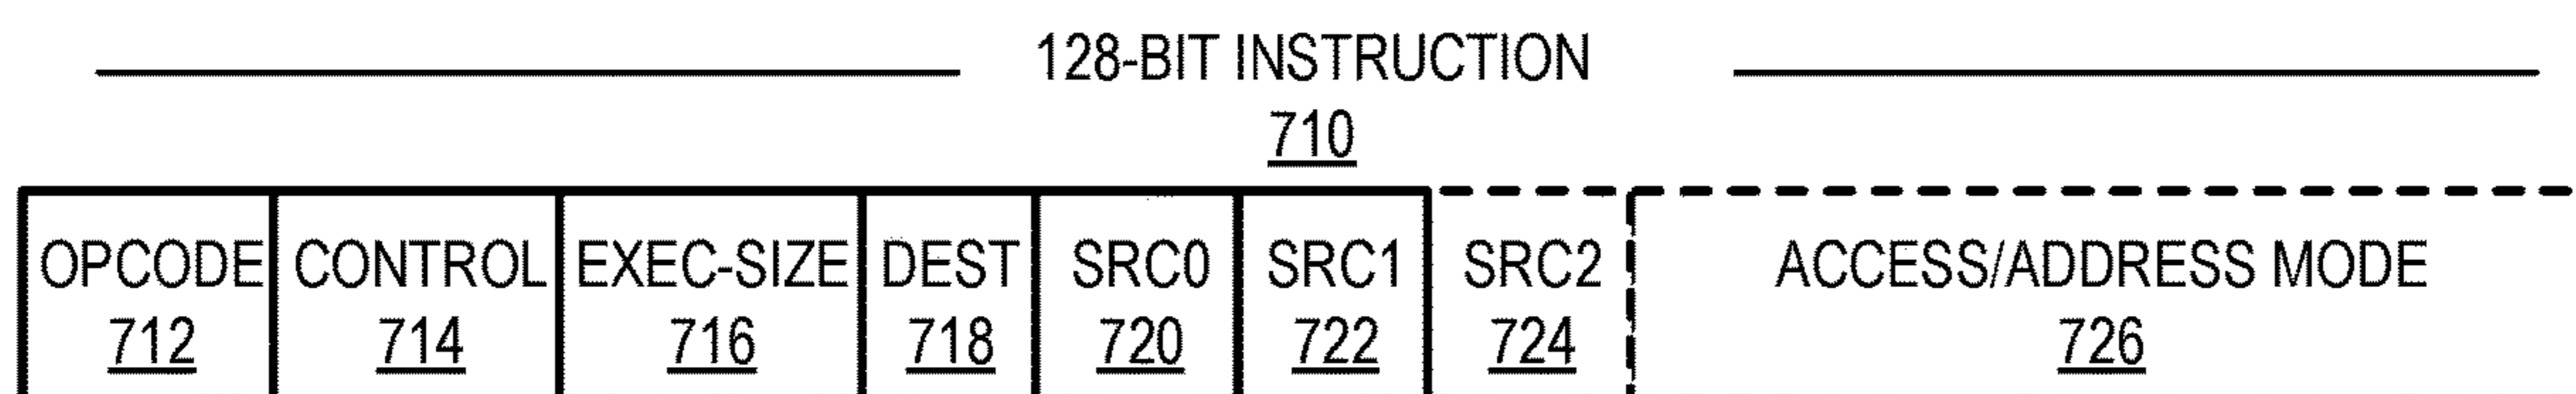 128-BIT INSTRUCTION
710
OPCODE CONTROL EXEC-SIZE DEST SRC0 SRC1 SRC2 ACCESS/ADDRESS MODE
712 714 716 718 720 722 724 726